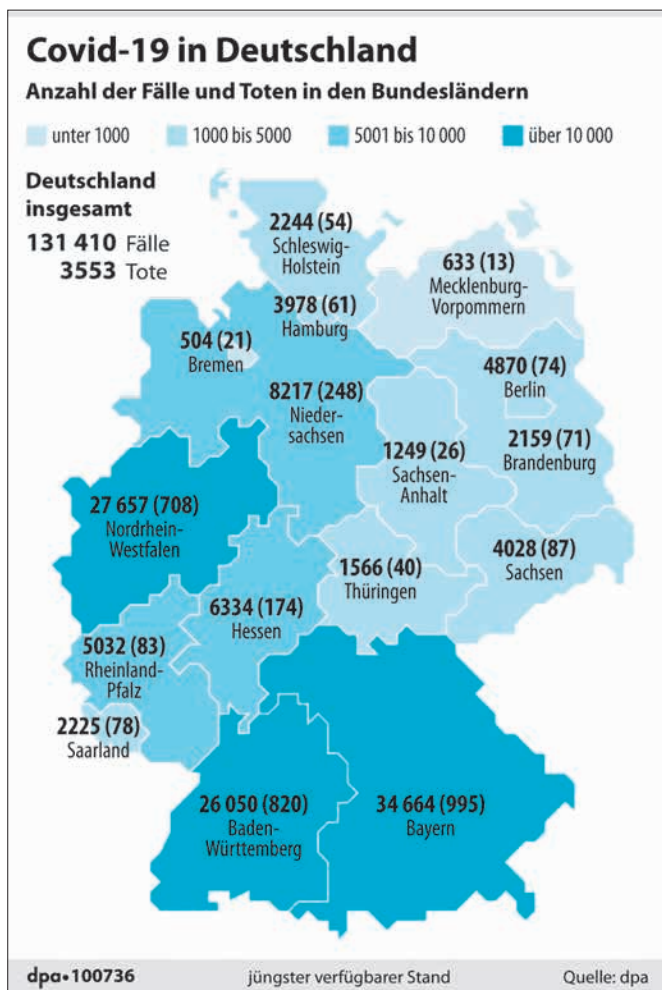 Covid-19 in Deutschland
Anzahl der Fälle und Toten in den Bundesländern
unter 1000 1000 bis 5000 5001 bis 10 000 über 10 000
Deutschland
insgesamt
131 410 Fälle
3553 Tote
2244 (54)
Schleswig-
Holstein
633 (13)
Mecklenburg-
Vorpommern
3978 (61)
Hamburg
504 (21)
Bremen
4870 (74)
Berlin
8217 (248)
Nieder-
sachsen
2159 (71)
Brandenburg
1249 (26)
Sachsen-
Anhalt
27 657 (708)
Nordrhein-
Westfalen
4028 (87)
Sachsen
1566 (40)
Thüringen
6334 (174)
Hessen
5032 (83)
Rheinland-
Pfalz
2225 (78)
Saarland
26 050 (820)
Baden-
Württemberg
34 664 (995)
Bayern
dpa•100736 jüngster verfügbarer Stand Quelle: dpa